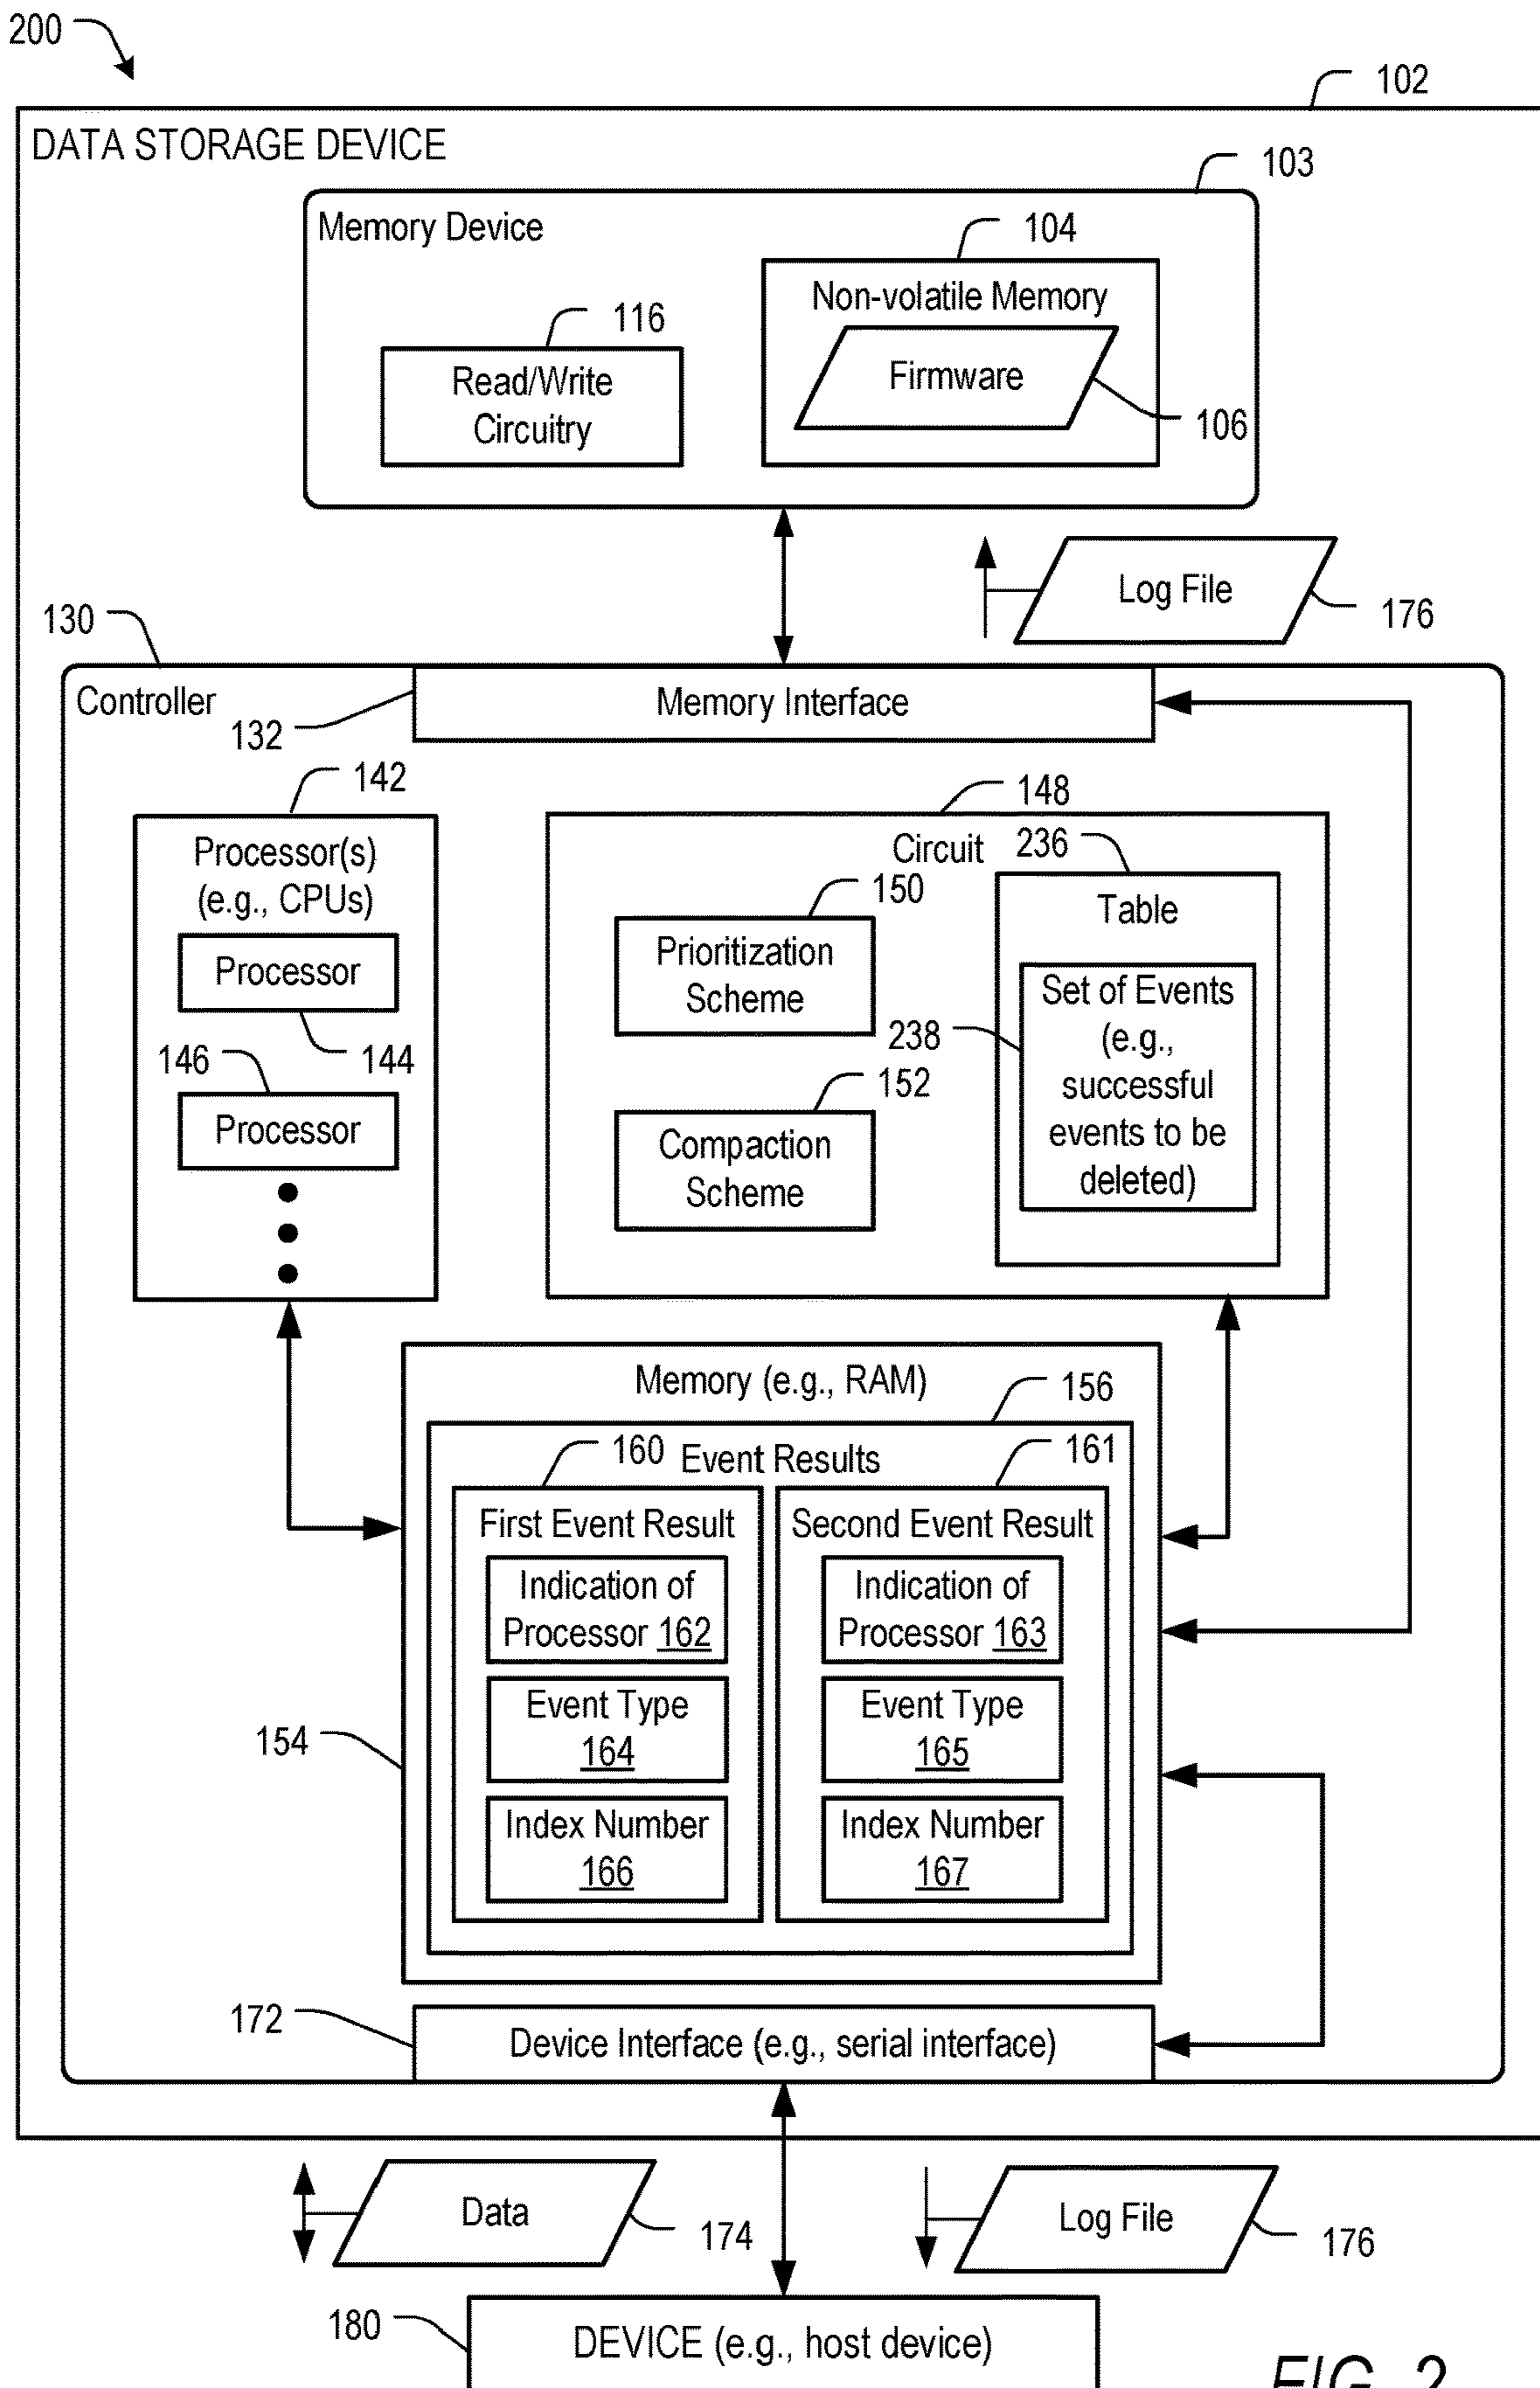 200
102
DATA STORAGE DEVICE
103
Memory Device
104
Non-volatile Memory
116
Read/Write
Circuitry
Firmware
106
Log File
176
130
Controller
132
Memory Interface
142
Processor(s)
(e.g., CPUs)
Processor
144
146
Processor
148
Circuit
236
150
Prioritization
Scheme
Table
Set of Events
(e.g.,
successful
events to be
deleted)
238
152
Compaction
Scheme
Memory (e.g., RAM)
156
Event Results
160
161
First Event Result
Indication of
Processor 162
Event Type
164
Index Number
166
Second Event Result
Indication of
Processor 163
Event Type
165
Index Number
167
154
172
Device Interface (e.g., serial interface)
Data
174
Log File
176
180
DEVICE (e.g., host device)
FIG. 2